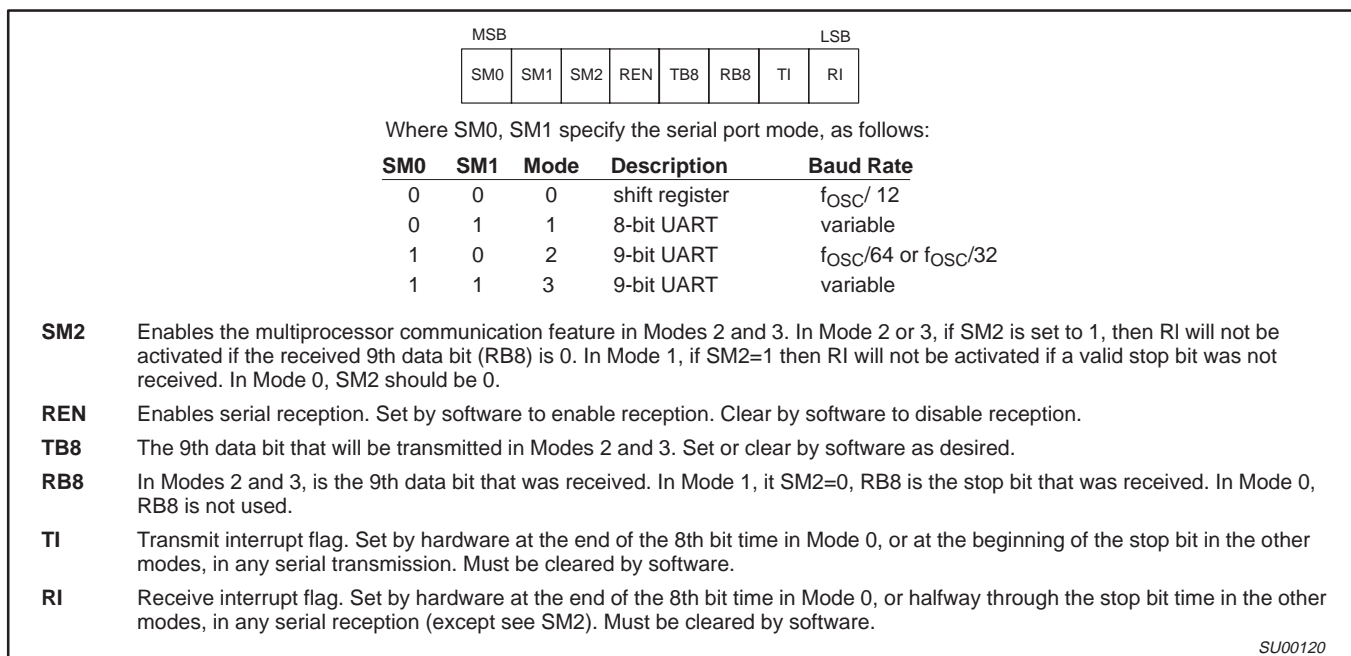 MSB LSB
SM0 SM1 SM2 REN TB8 RB8 TI RI
Where SM0, SM1 specify the serial port mode, as follows:
SM0 SM1 Mode Description Baud Rate
0 0 0 shift register fOSC/ 12
0 1 1 8-bit UART variable
1 0 2 9-bit UART fOSC/64 or fOSC/32
1 1 3 9-bit UART variable
SM2 Enables the multiprocessor communication feature in Modes 2 and 3. In Mode 2 or 3, if SM2 is set to 1, then RI will not be
activated if the received 9th data bit (RB8) is 0. In Mode 1, if SM2=1 then RI will not be activated if a valid stop bit was not
received. In Mode 0, SM2 should be 0.
REN Enables serial reception. Set by software to enable reception. Clear by software to disable reception.
TB8 The 9th data bit that will be transmitted in Modes 2 and 3. Set or clear by software as desired.
RB8 In Modes 2 and 3, is the 9th data bit that was received. In Mode 1, it SM2=0, RB8 is the stop bit that was received. In Mode 0,
RB8 is not used.
TI Transmit interrupt flag. Set by hardware at the end of the 8th bit time in Mode 0, or at the beginning of the stop bit in the other
modes, in any serial transmission. Must be cleared by software.
RI Receive interrupt flag. Set by hardware at the end of the 8th bit time in Mode 0, or halfway through the stop bit time in the other
modes, in any serial reception (except see SM2). Must be cleared by software.
SU00120